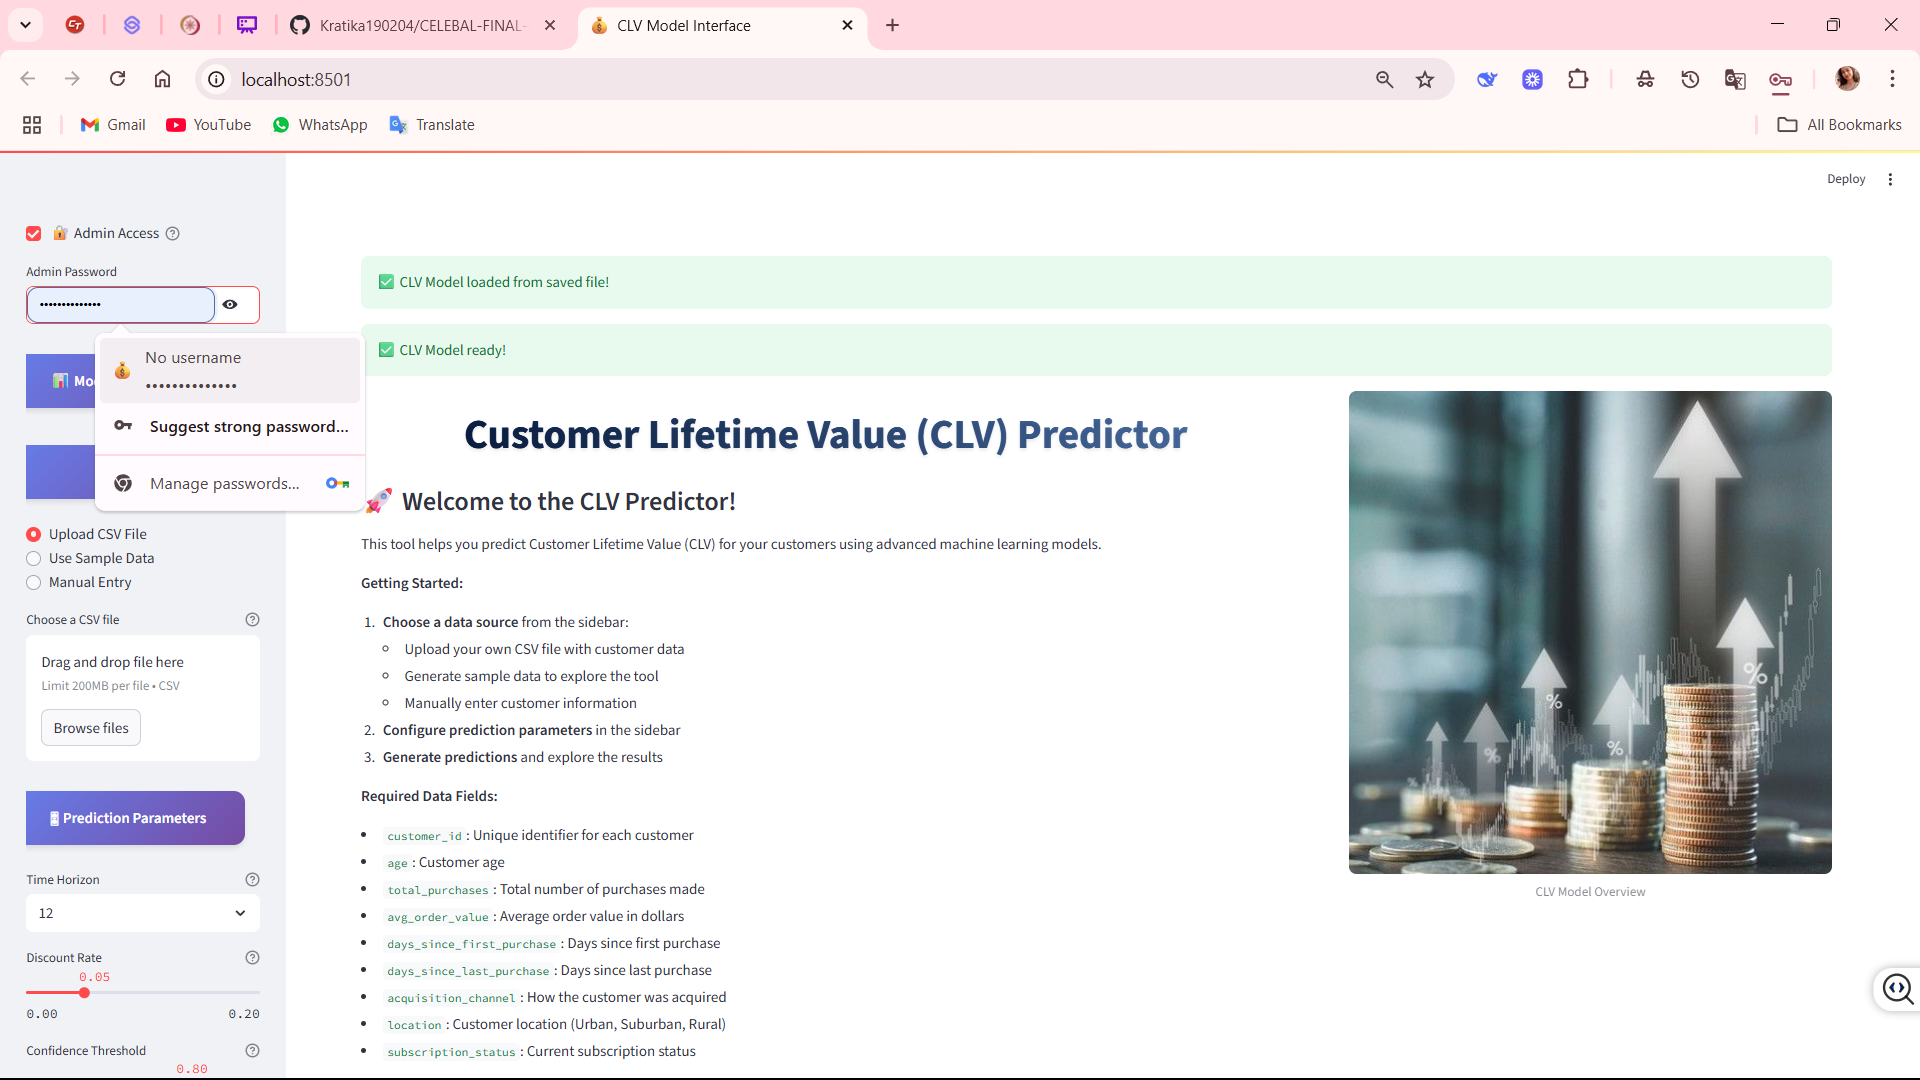 Kratika190204/CELEBAL-FINAL-
CLV Model Interface
localhost:8501
Gmail
YouTube
WhatsApp
Translate
All Bookmarks
Deploy
Admin Access
Admin Password
••••••••••••••
No username
••••••••••••••
Suggest strong password...
Manage passwords...
Mo
Upload CSV File
Use Sample Data
Manual Entry
Choose a CSV file
Drag and drop file here
Limit 200MB per file • CSV
Browse files
Prediction Parameters
Time Horizon
12
Discount Rate
0.05
0.00
0.20
Confidence Threshold
0.80
✅ CLV Model loaded from saved file!
✅ CLV Model ready!
Customer Lifetime Value (CLV) Predictor
🚀 Welcome to the CLV Predictor!
This tool helps you predict Customer Lifetime Value (CLV) for your customers using advanced machine learning models.
Getting Started:
1. Choose a data source from the sidebar:
Upload your own CSV file with customer data
Generate sample data to explore the tool
Manually enter customer information
2. Configure prediction parameters in the sidebar
3. Generate predictions and explore the results
Required Data Fields:
customer_id : Unique identifier for each customer
age : Customer age
total_purchases : Total number of purchases made
avg_order_value : Average order value in dollars
days_since_first_purchase : Days since first purchase
days_since_last_purchase : Days since last purchase
acquisition_channel : How the customer was acquired
location : Customer location (Urban, Suburban, Rural)
subscription_status : Current subscription status
%
%
%
%
CLV Model Overview